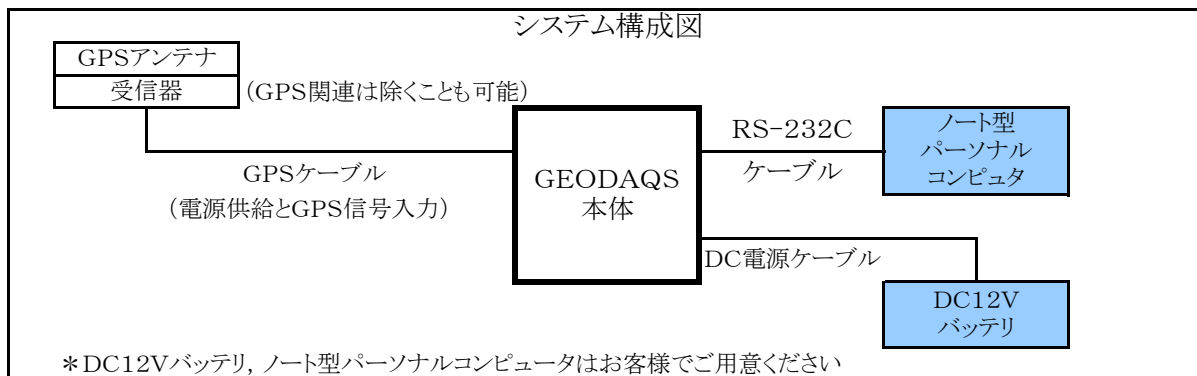 システム構成図
GPSアンテナ
受信器
(GPS関連は除くことも可能)
GPSケーブル
(電源供給とGPS信号入力)
GEODAQS
本体
RS-232C
ケーブル
ノート型
パーソナル
コンピュタ
DC電源ケーブル
DC12V
バッテリ
＊DC12Vバッテリ, ノート型パーソナルコンピュータはお客様でご用意ください